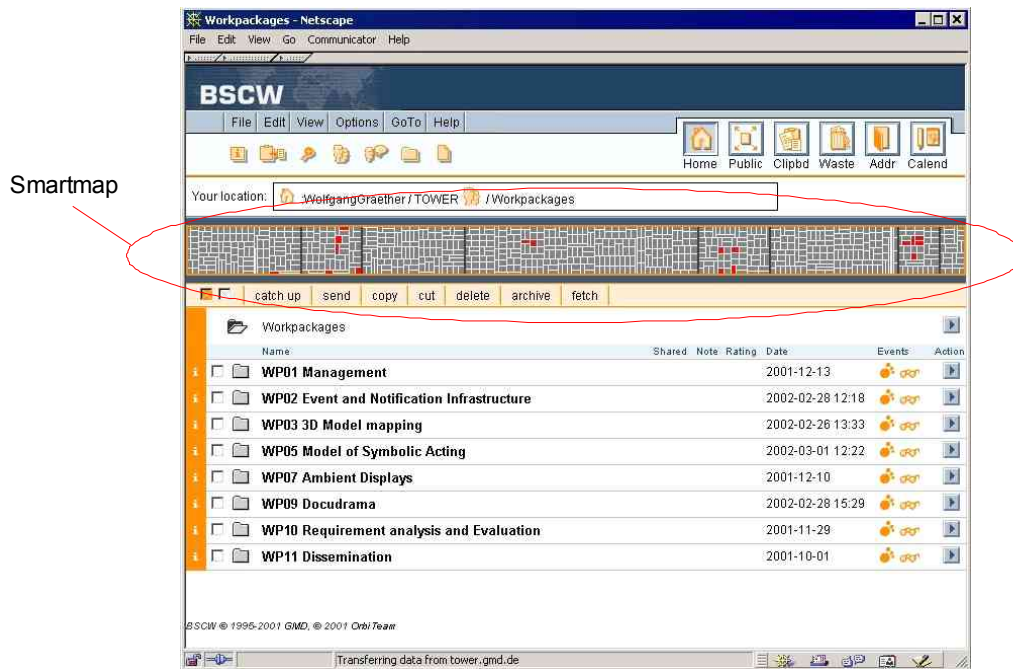 Workpackages - Netscape
File Edit View Go Communicator Help
BSCW
File Edit View Options GoTo Help
Home Public Clipbd Waste Addr Calend
Smartmap
Your location: :WolfgangGraether / TOWER / Workpackages
catch up send copy cut delete archive fetch
Workpackages
Name Shared Note Rating Date Events Action
WP01 Management 2001-12-13
WP02 Event and Notification Infrastructure 2002-02-28 12:18
WP03 3D Model mapping 2002-02-26 13:33
WP05 Model of Symbolic Acting 2002-03-01 12:22
WP07 Ambient Displays 2001-12-10
WP09 Docudrama 2002-02-28 15:29
WP10 Requirement analysis and Evaluation 2001-11-29
WP11 Dissemination 2001-10-01
BSCW © 1995-2001 GMD, © 2001 OrbiTeam
Transferring data from tower.gmd.de